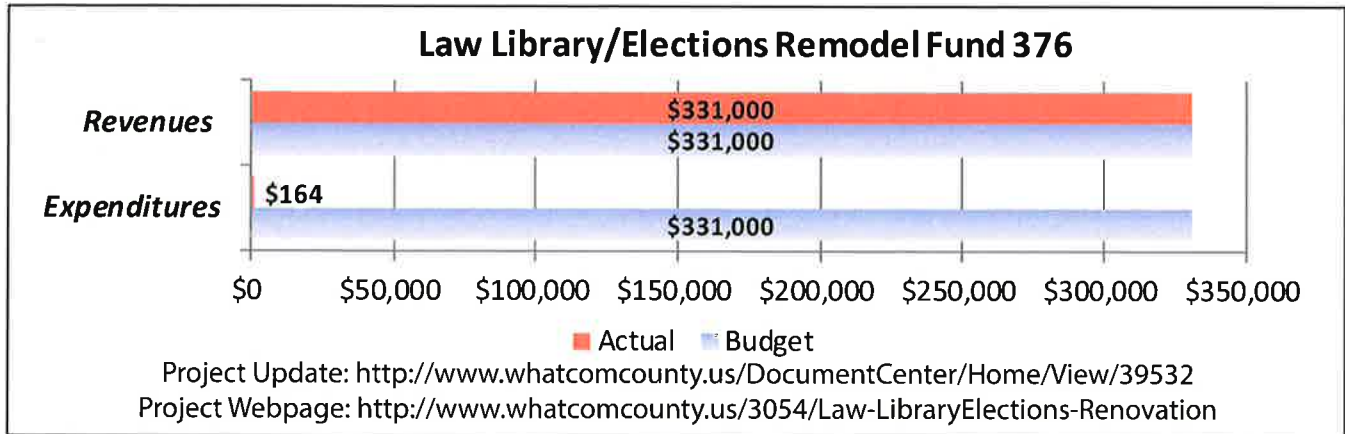 Law Library/Elections Remodel Fund 376
Revenues
$331,000
$331,000
Expenditures
$164
$331,000
$0 $50,000 $100,000 $150,000 $200,000 $250,000 $300,000 $350,000
Actual Budget
Project Update: http://www.whatcomcounty.us/DocumentCenter/Home/View/39532
Project Webpage: http://www.whatcomcounty.us/3054/Law-LibraryElections-Renovation